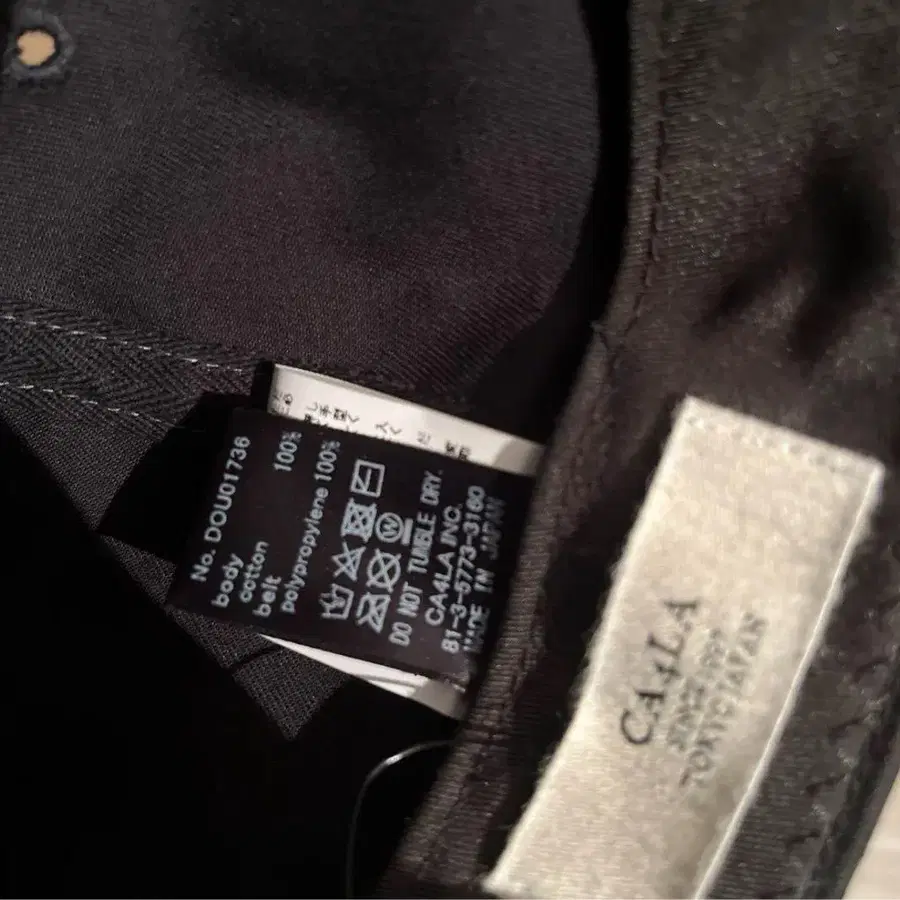 No. DOU01736
body
cotton 100%
belt
polypropylene 100%
W
DO NOT TUMBLE DRY.
CA4LA INC.
81-3-5773-3160
MADE IN JAPAN
CA4LA
SINCE
TOKYO JAPAN